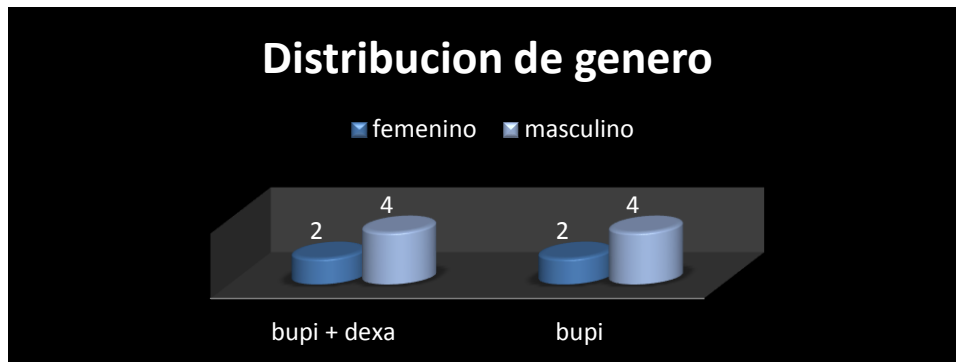 Distribucion de genero
femenino masculino
2 4 2 4
bupi + dexa bupi